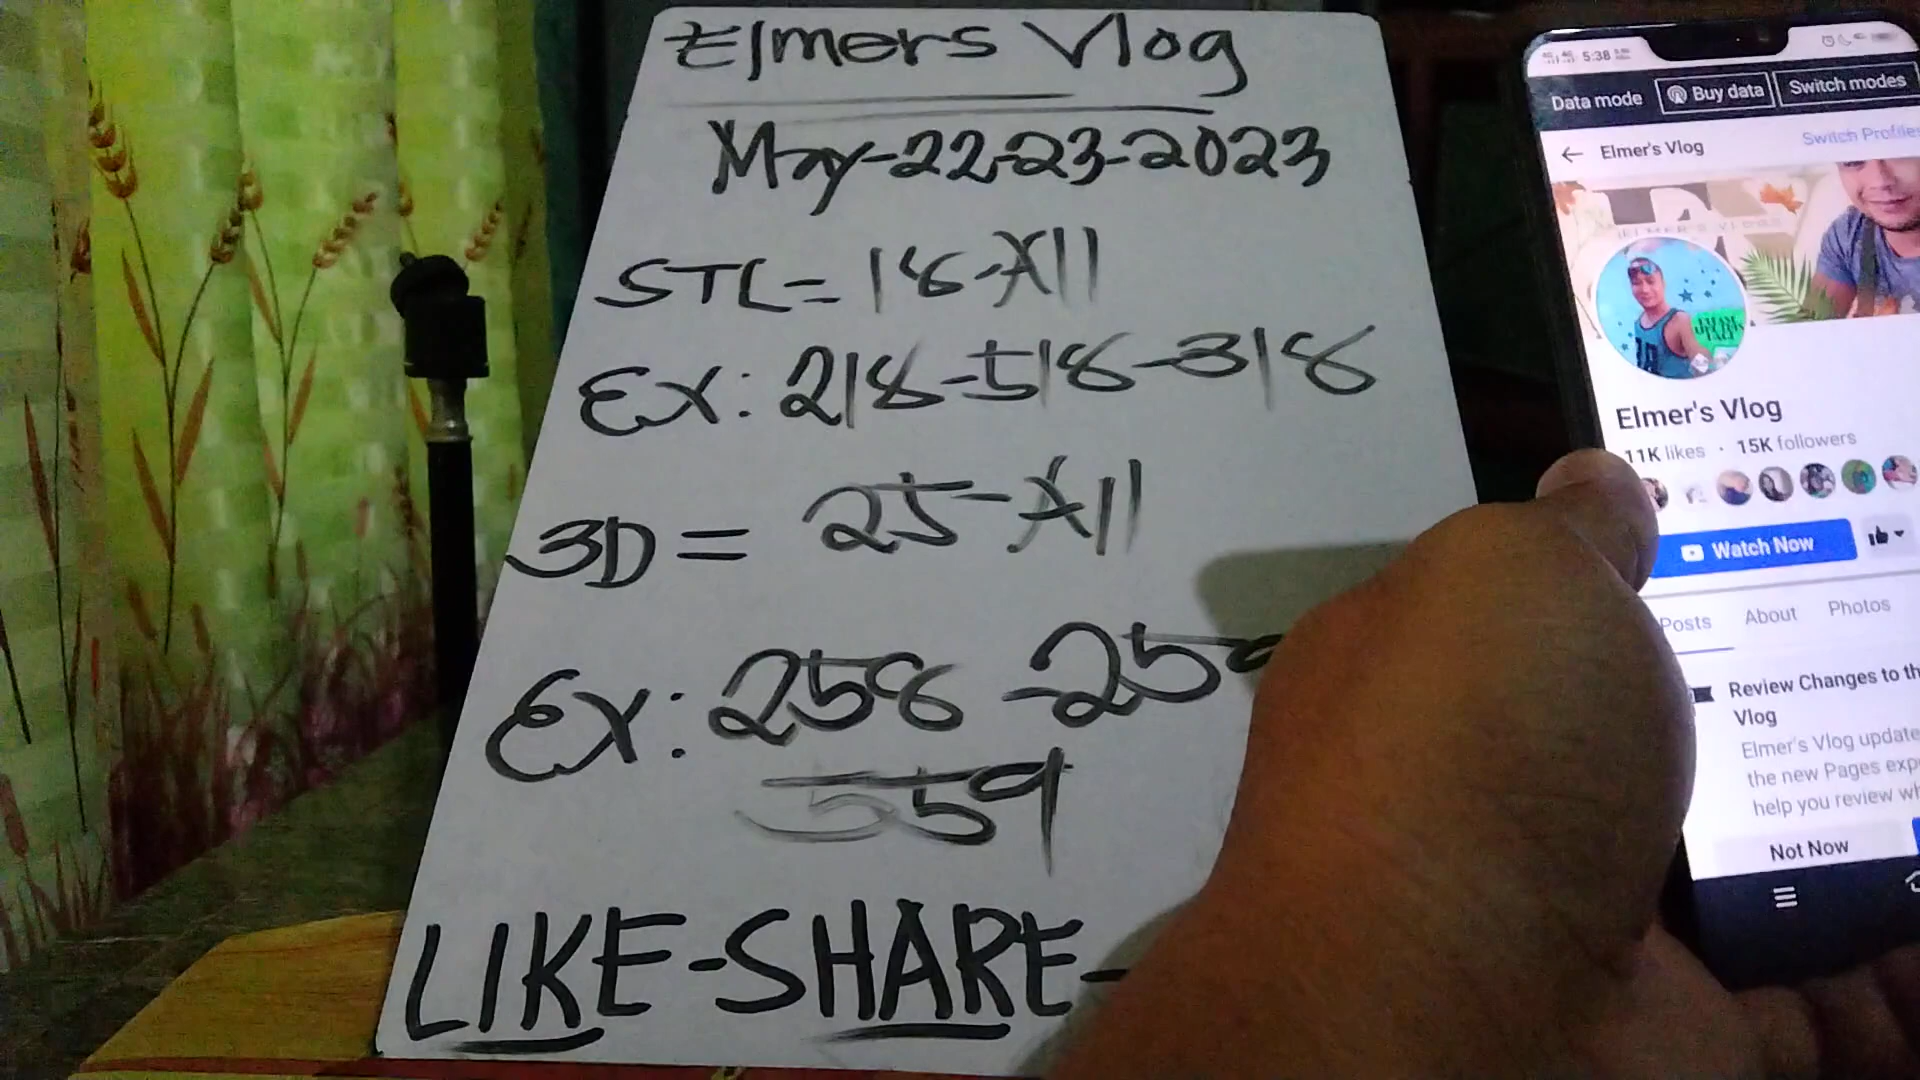 Elmers Vlog
May-22-23-2023
STL= 18-All
EX: 218-518-318
3D= 25-All
EX: 258-259
559
LIKE-SHARE-
5:38
Data mode
Buy data
Switch modes
Elmer's Vlog
Switch Profiles
Elmer's Vlog
11K likes · 15K followers
Watch Now
Posts About Photos
Review Changes to th
Vlog
Elmer's Vlog update
the new Pages exp
help you review wh
Not Now